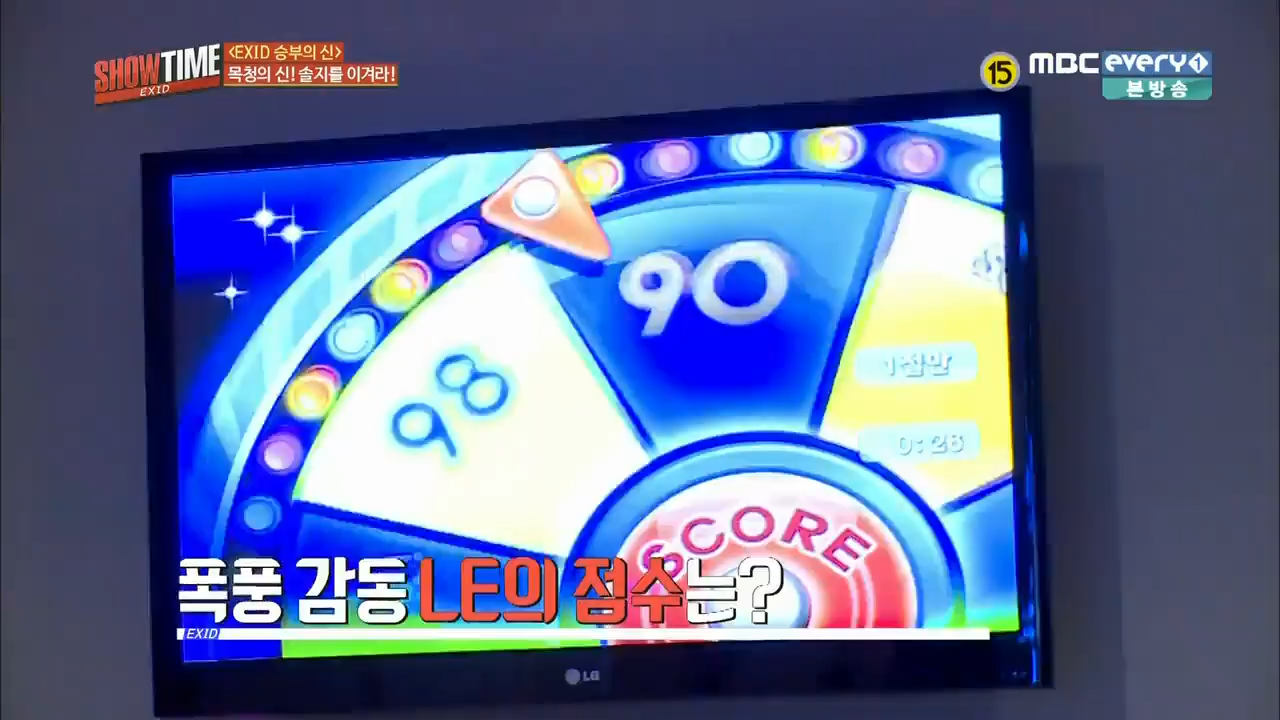 SHOWTIME
EXID
<EXID 승부의 신>
목청의 신! 솔지를 이겨라!
15
MBC every1
본방송
90
98
1절만
0:26
SCORE
폭풍 감동 LE의 점수는?
EXID
LG